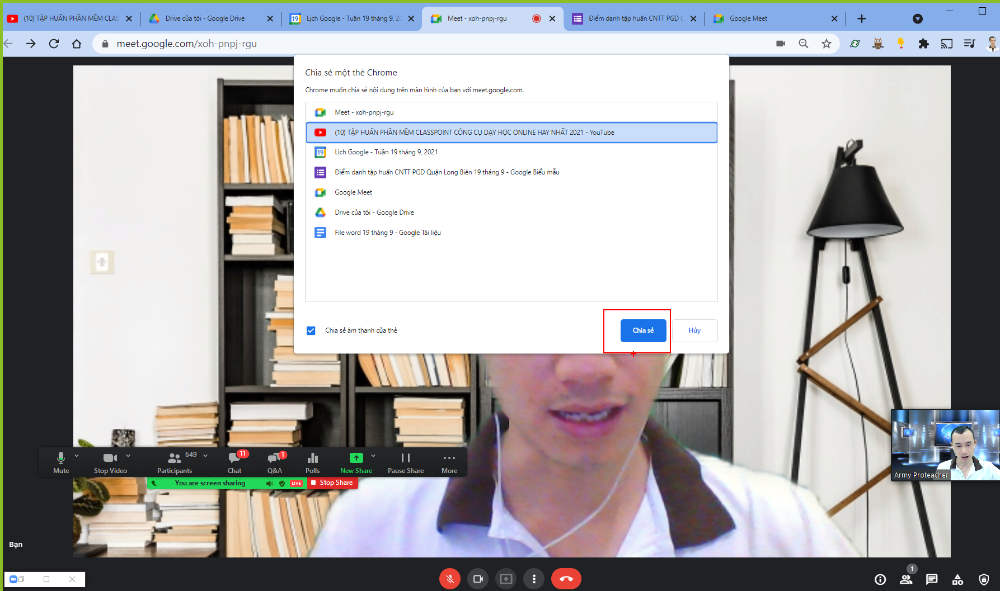 (10) TẬP HUẤN PHẦN MỀM CLAS
Drive của tôi - Google Drive
Lịch Google - Tuần 19 tháng 9, 20
Meet - xoh-pnpj-rgu
Điểm danh tập huấn CNTT PGD C
Google Meet
meet.google.com/xoh-pnpj-rgu
Chia sẻ một thẻ Chrome
Chrome muốn chia sẻ nội dung trên màn hình của bạn với meet.google.com.
Meet - xoh-pnpj-rgu
(10) TẬP HUẤN PHẦN MỀM CLASSPOINT CÔNG CỤ DẠY HỌC ONLINE HAY NHẤT 2021 - YouTube
19
Lịch Google - Tuần 19 tháng 9, 2021
Điểm danh tập huấn CNTT PGD Quận Long Biên 19 tháng 9 - Google Biểu mẫu
Google Meet
Drive của tôi - Google Drive
File word 19 tháng 9 - Google Tài liệu
Chia sẻ âm thanh của thẻ
Chia sẻ
Hủy
649
11
1
Mute
Stop Video
Participants
Chat
Q&A
Polls
New Share
Pause Share
More
You are screen sharing
LIVE
Stop Share
Army Proteacher
Bạn
1